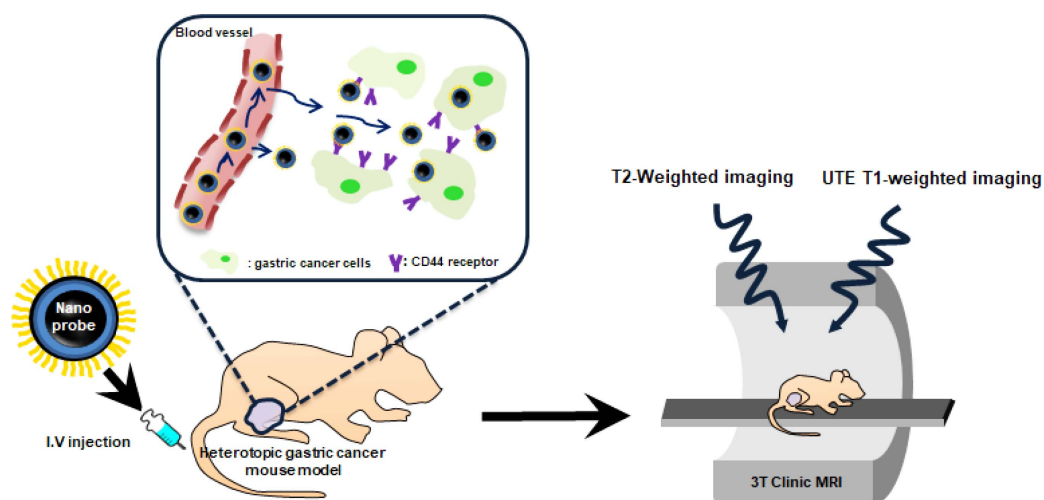 Blood vessel
: gastric cancer cells
: CD44 receptor
Nano
probe
I.V injection
Heterotopic gastric cancer
mouse model
T2-Weighted imaging
UTE T1-weighted imaging
3T Clinic MRI